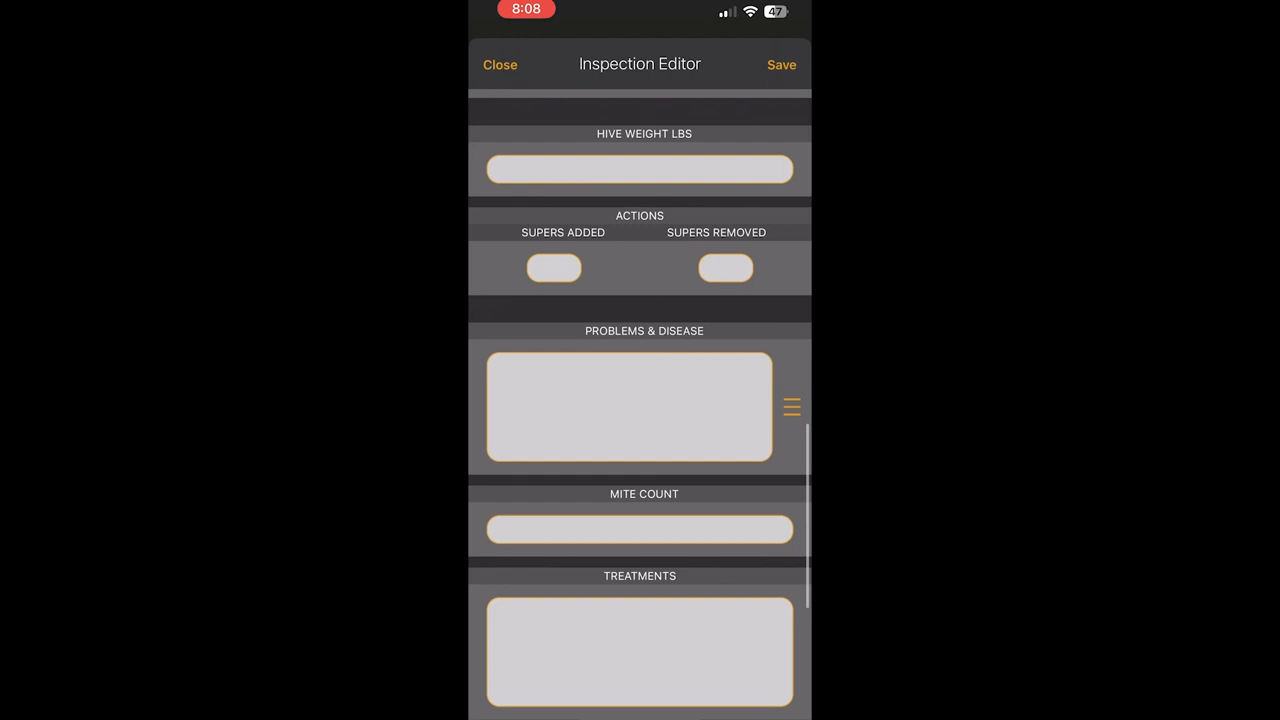 8:08
47
Close Inspection Editor Save
HIVE WEIGHT LBS
ACTIONS
SUPERS ADDED SUPERS REMOVED
PROBLEMS & DISEASE
MITE COUNT
TREATMENTS